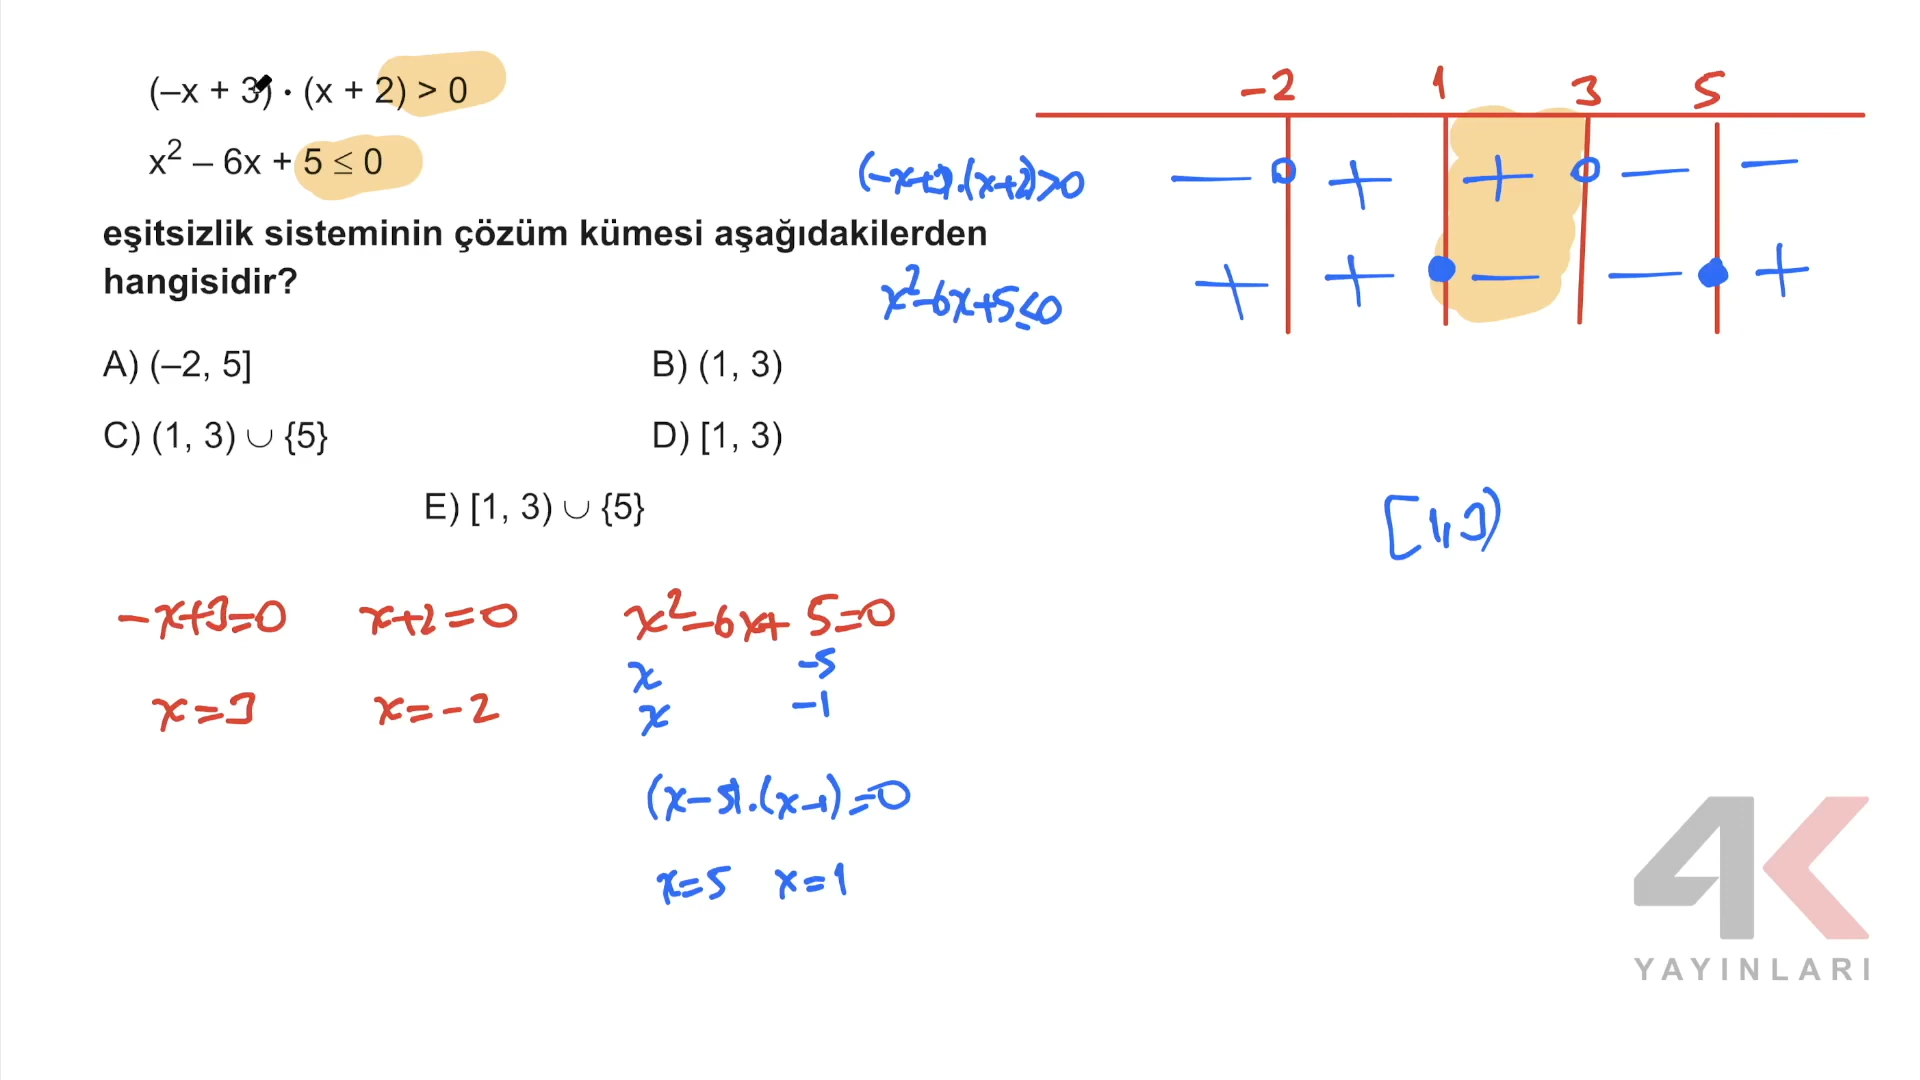 (–x + 3) · (x + 2) > 0
x² – 6x + 5 ≤ 0
eşitsizlik sisteminin çözüm kümesi aşağıdakilerden
hangisidir?
A) (–2, 5]
B) (1, 3)
C) (1, 3) ∪ {5}
D) [1, 3)
E) [1, 3) ∪ {5}
-x+3=0 x+2=0 x²-6x+5=0
x -5
x -1
x=3 x=-2
(x-5).(x-1)=0
x=5 x=1
-2 1 3 5
(-x+3).(x+2)>0 — + + — —
x²-6x+5≤0 + + — — +
[1,3)
4K
YAYINLARI